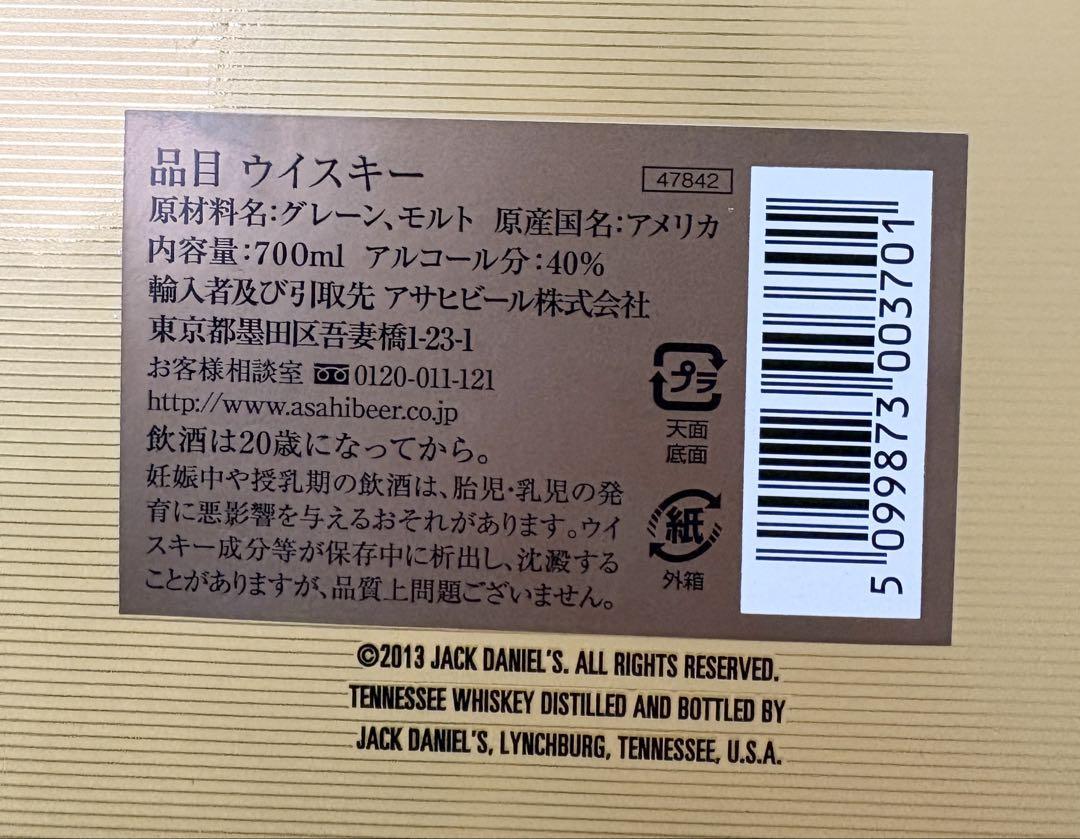 品目 ウイスキー
47842
原材料名:グレーン、モルト 原産国名:アメリカ
内容量:700ml アルコール分:40%
輸入者及び引取先 アサヒビール株式会社
東京都墨田区吾妻橋1-23-1
お客様相談室 0120-011-121
http://www.asahibeer.co.jp
飲酒は20歳になってから。
妊娠中や授乳期の飲酒は、胎児・乳児の発
育に悪影響を与えるおそれがあります。ウイ
スキー成分等が保存中に析出し、沈澱する
ことがありますが、品質上問題ございません。
プラ
天面
底面
紙
外箱
5 099873 003701
©2013 JACK DANIEL'S. ALL RIGHTS RESERVED.
TENNESSEE WHISKEY DISTILLED AND BOTTLED BY
JACK DANIEL'S, LYNCHBURG, TENNESSEE, U.S.A.